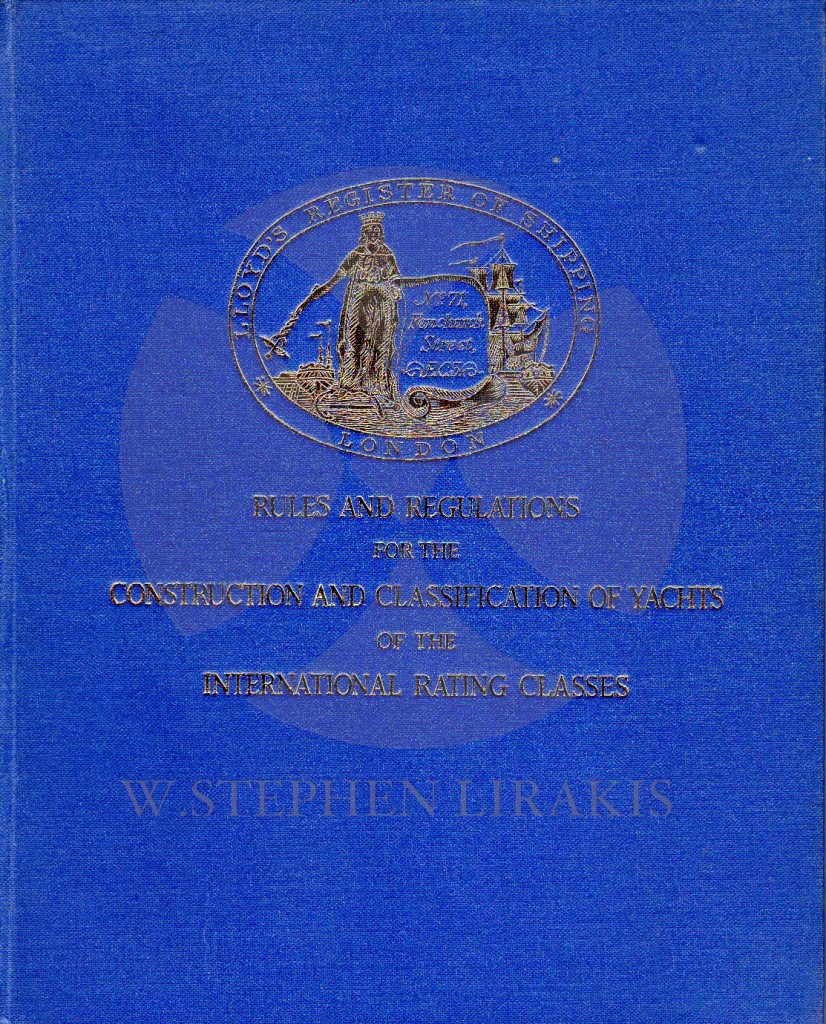 LLOYD'S REGISTER OF SHIPPING
No. 71,
Fenchurch
Street,
LONDON
RULES AND REGULATIONS
FOR THE
CONSTRUCTION AND CLASSIFICATION OF YACHTS
OF THE
INTERNATIONAL RATING CLASSES
W.STEPHEN LIRAKIS